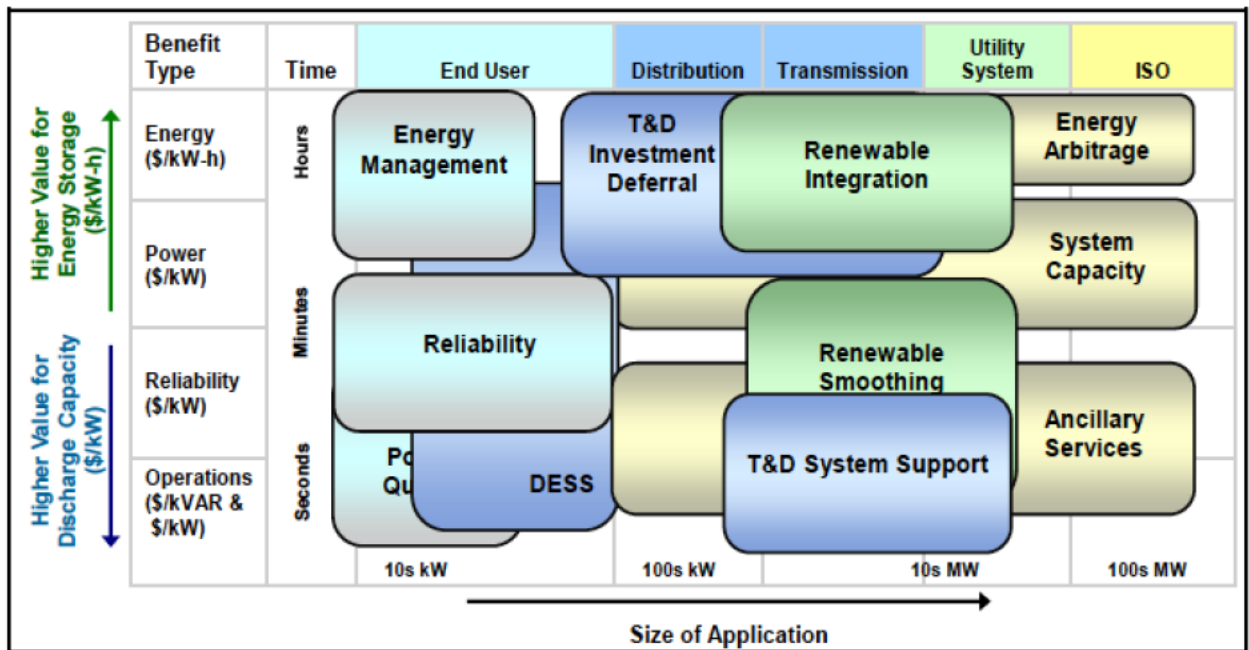 Benefit
Type
Time
End User
Distribution
Transmission
Utility
System
ISO
Higher Value for
Energy Storage
($/kW-h)
Higher Value for
Discharge Capacity
($/kW)
Energy
($/kW-h)
Power
($/kW)
Reliability
($/kW)
Operations
($/kVAR &
$/kW)
Hours
Minutes
Seconds
Energy
Management
T&D
Investment
Deferral
Renewable
Integration
Energy
Arbitrage
System
Capacity
Reliability
Renewable
Smoothing
Ancillary
Services
DESS
T&D System Support
10s kW
100s kW
10s MW
100s MW
Size of Application